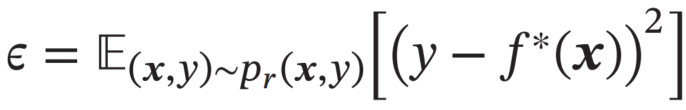 ϵ = 𝔼_{(𝒙,y)∼p_r(𝒙,y)}[(y − f*(𝒙))²]